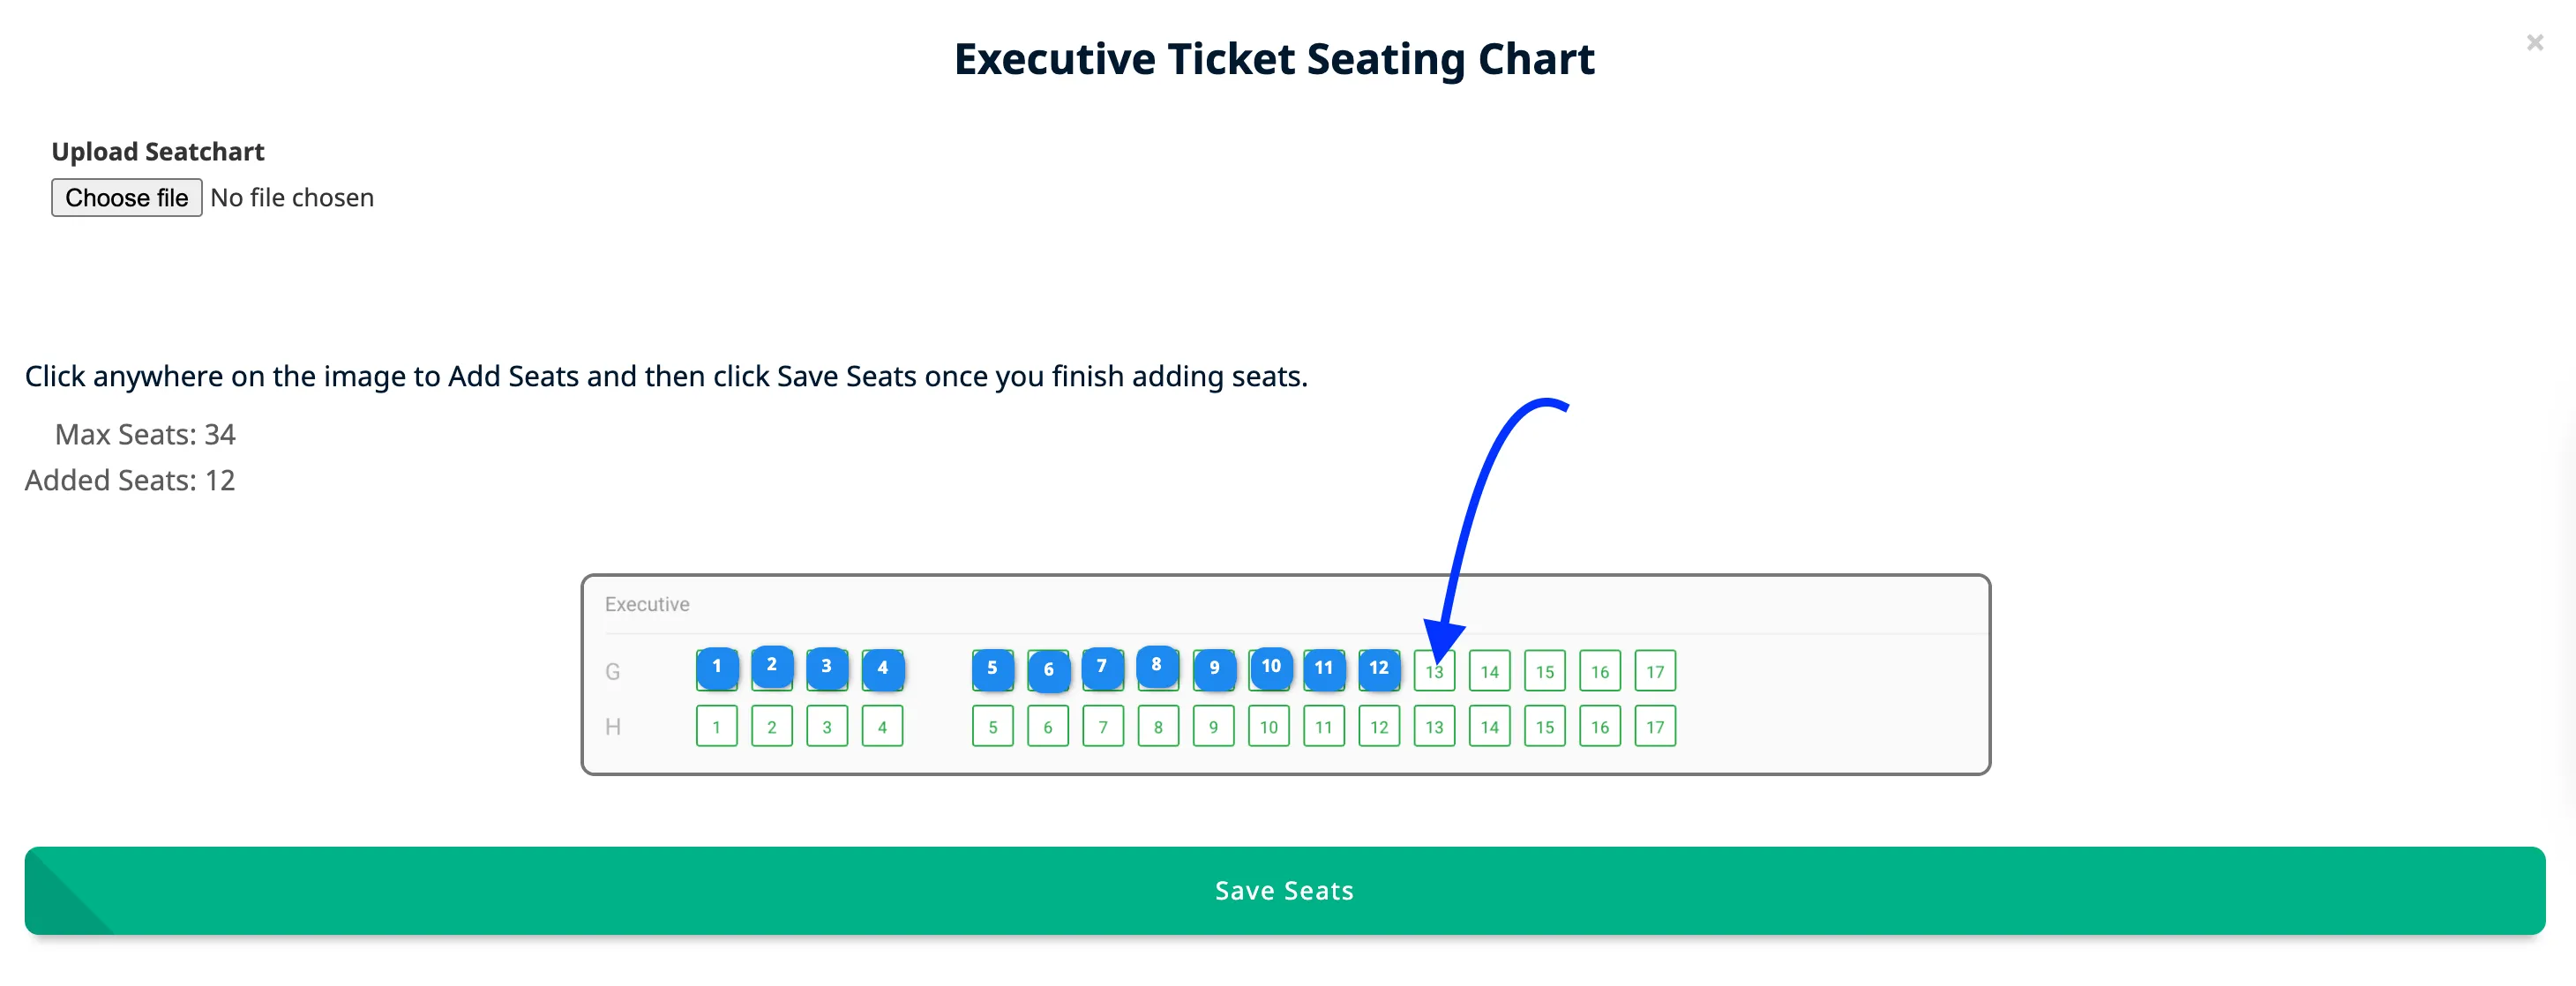 Executive Ticket Seating Chart
×
Upload Seatchart
Choose file No file chosen
Click anywhere on the image to Add Seats and then click Save Seats once you finish adding seats.
Max Seats: 34
Added Seats: 12
Executive
G 1 2 3 4 5 6 7 8 9 10 11 12 13 14 15 16 17
H 1 2 3 4 5 6 7 8 9 10 11 12 13 14 15 16 17
Save Seats